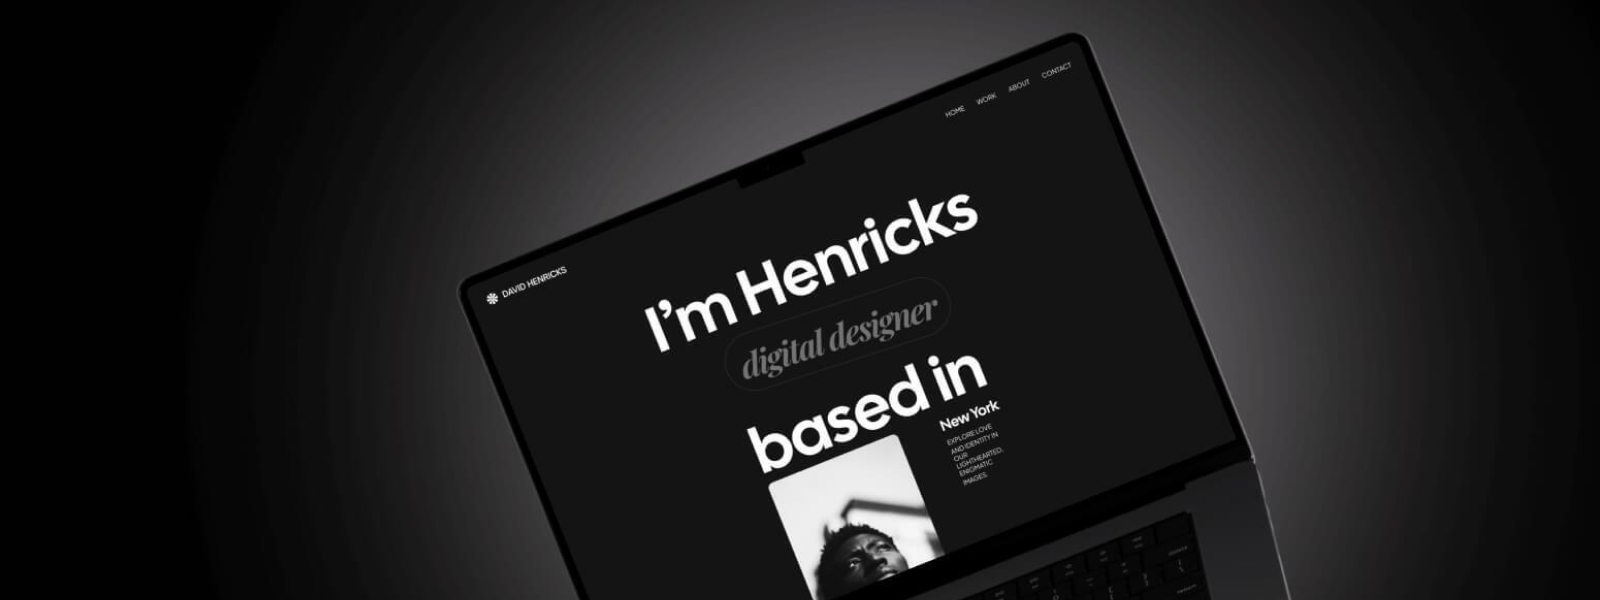 HOME WORK ABOUT CONTACT
DAVID HENRICKS
I'm Henricks
digital designer
based in
New York
EXPLORE LOVE
AND IDENTITY IN
OUR
LIGHTHEARTED,
ENIGMATIC
IMAGES.